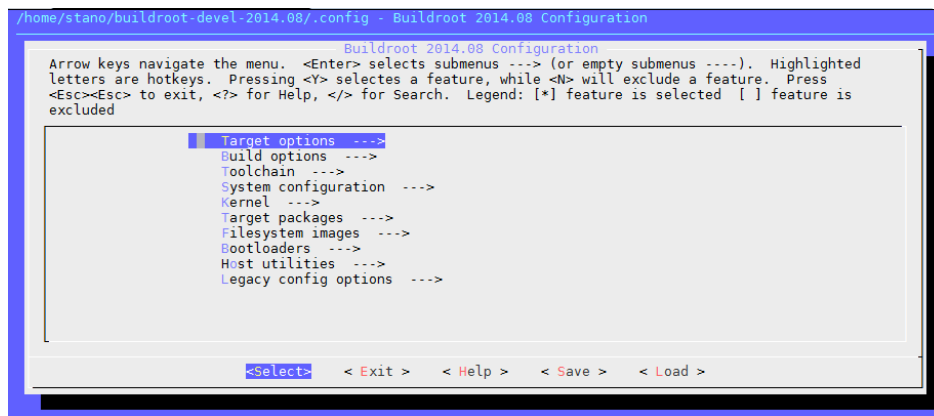 /home/stano/buildroot-devel-2014.08/.config - Buildroot 2014.08 Configuration
Buildroot 2014.08 Configuration
Arrow keys navigate the menu. <Enter> selects submenus ---> (or empty submenus ----). Highlighted
letters are hotkeys. Pressing <Y> selectes a feature, while <N> will exclude a feature. Press
<Esc><Esc> to exit, <?> for Help, </> for Search. Legend: [*] feature is selected [ ] feature is
excluded
Target options --->
Build options --->
Toolchain --->
System configuration --->
Kernel --->
Target packages --->
Filesystem images --->
Bootloaders --->
Host utilities --->
Legacy config options --->
<Select> < Exit > < Help > < Save > < Load >